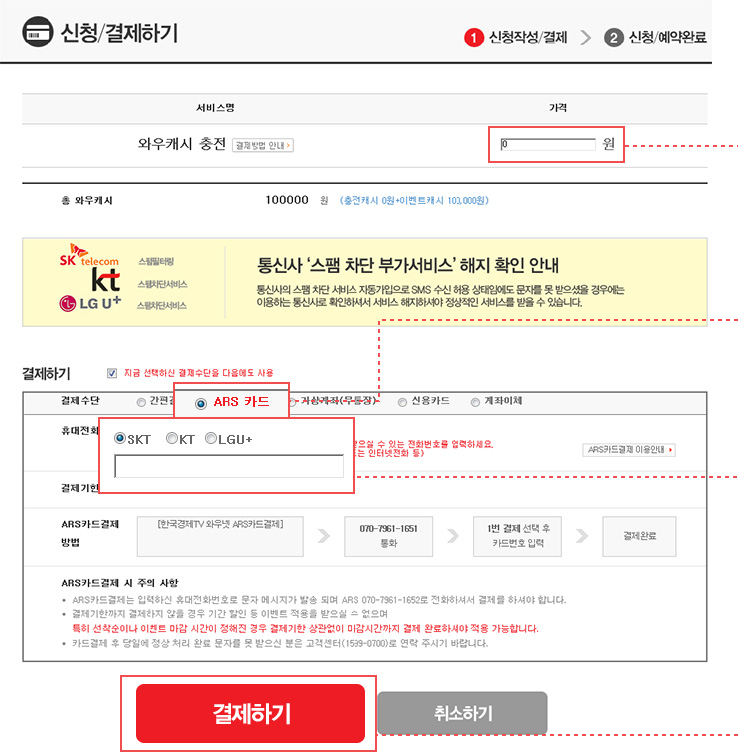 신청/결제하기
1 신청작성/결제 > 2 신청/예약완료
서비스명 가격
와우캐시 충전 결제방법 안내 > 0 원
총 와우캐시 100000 원 (충전캐시 0원+이벤트캐시 100,000원)
SK telecom 스팸필터링
kt 스팸차단서비스
LG U+ 스팸차단서비스
통신사 '스팸 차단 부가서비스' 해지 확인 안내
통신사의 스팸 차단 서비스 자동가입으로 SMS 수신 허용 상태임에도 문자를 못 받으셨을 경우에는
이용하는 통신사로 확인하셔서 서비스 해지하셔야 정상적인 서비스를 받을 수 있습니다.
결제하기 지금 선택하신 결제수단을 다음에도 사용
결제수단 간편결 ARS 카드 가상계좌(무통장) 신용카드 계좌이체
휴대전화
SKT KT LGU+
받으실 수 있는 전화번호를 입력하세요.
또는 인터넷전화 등)
ARS카드결제 이용안내
결제기한
ARS카드결제
방법
[한국경제TV 와우넷 ARS카드결제]
070-7961-1651
통화
1번 결제 선택 후
카드번호 입력
결제완료
ARS카드결제 시 주의 사항
• ARS카드결제는 입력하신 휴대전화번호로 문자 메시지가 발송 되며 ARS 070-7961-1652로 전화하셔서 결제를 하셔야 합니다.
• 결제기한까지 결제하지 않을 경우 기간 할인 등 이벤트 적용을 받으실 수 없으며
특히 선착순이나 이벤트 마감 시간이 정해진 경우 결제기한 상관없이 마감시간까지 결제 완료하셔야 적용 가능합니다.
• 카드결제 후 당일에 정상 처리 완료 문자를 못 받으신 분은 고객센터(1599-0700)로 연락 주시기 바랍니다.
결제하기 취소하기